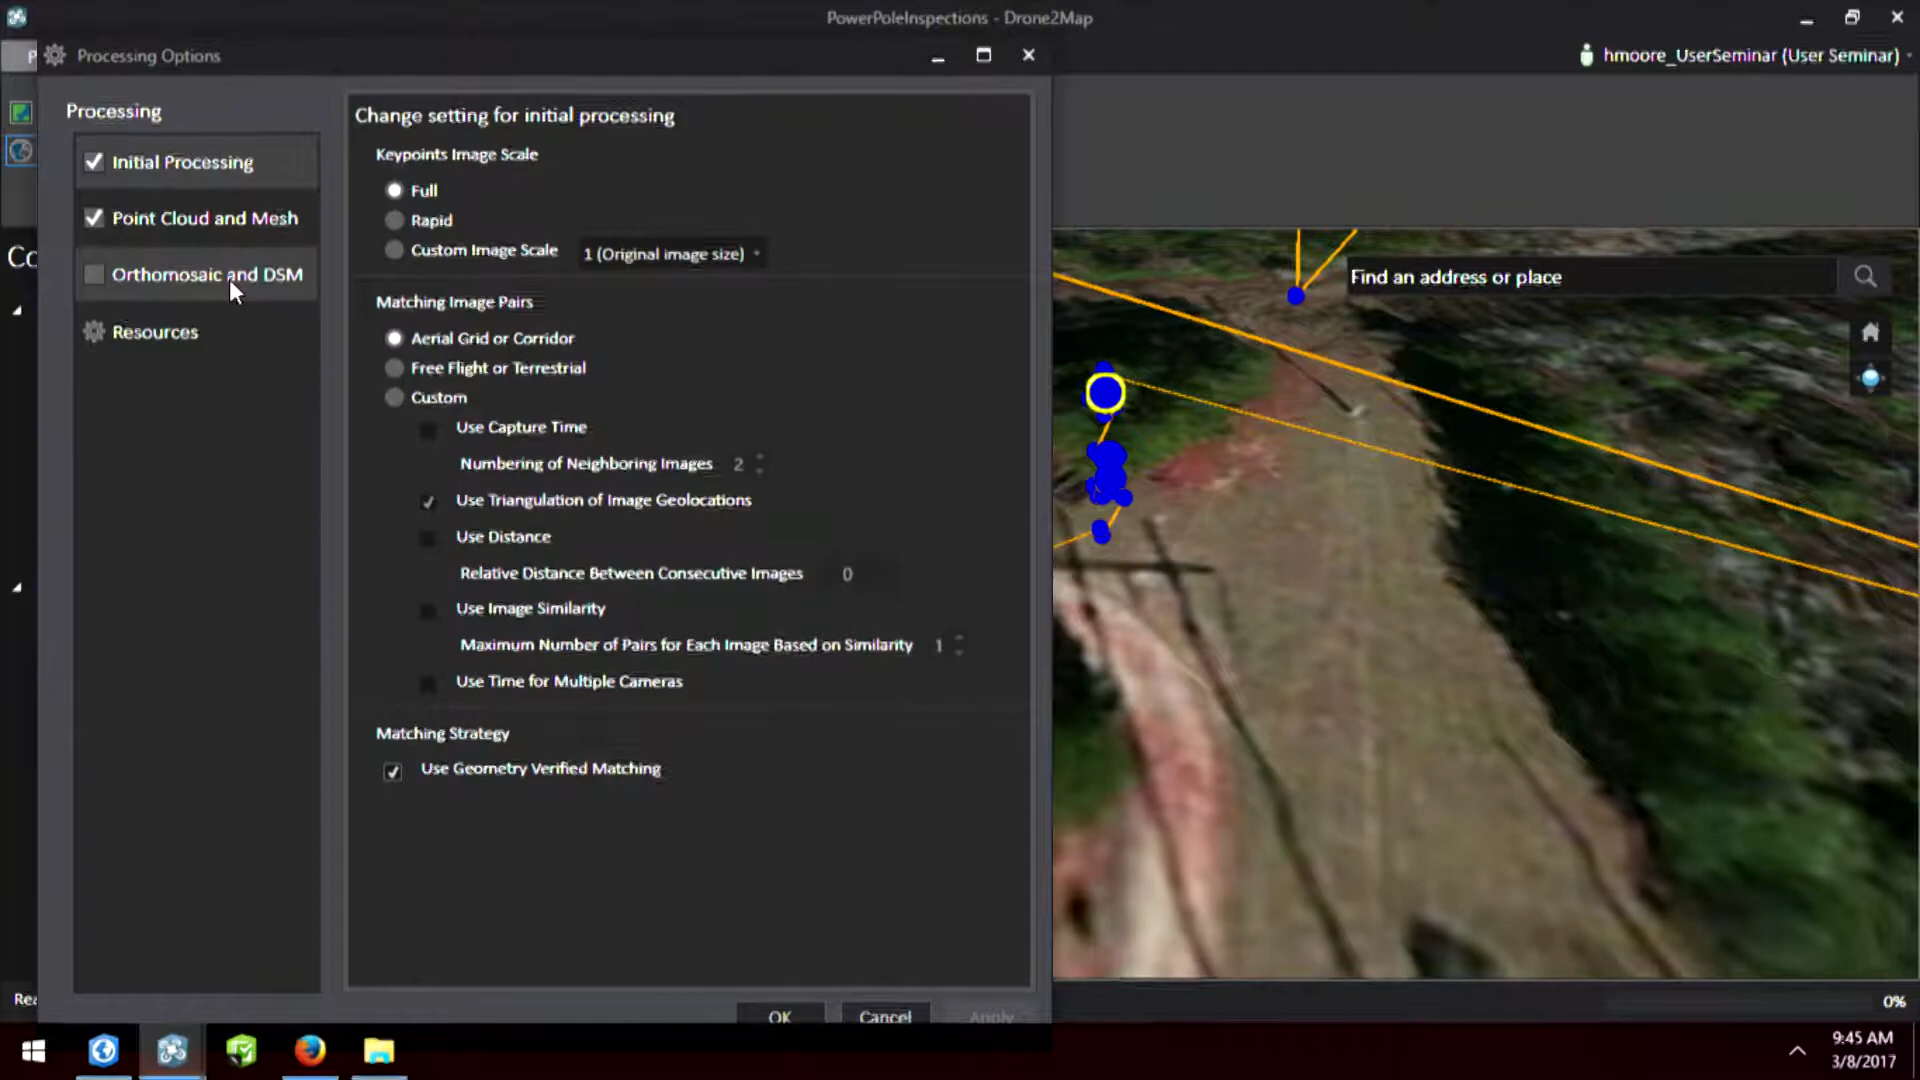 PowerPoleInspections - Drone2Map
P
Processing Options
hmoore_UserSeminar (User Seminar)
Processing
Initial Processing
Point Cloud and Mesh
Orthomosaic and DSM
Resources
Co
Change setting for initial processing
Keypoints Image Scale
Full
Rapid
Custom Image Scale
1 (Original image size)
Matching Image Pairs
Aerial Grid or Corridor
Free Flight or Terrestrial
Custom
Use Capture Time
Numbering of Neighboring Images 2
Use Triangulation of Image Geolocations
Use Distance
Relative Distance Between Consecutive Images 0
Use Image Similarity
Maximum Number of Pairs for Each Image Based on Similarity 1
Use Time for Multiple Cameras
Matching Strategy
Use Geometry Verified Matching
Find an address or place
Rea
OK
Cancel
Apply
0%
9:45 AM
3/8/2017